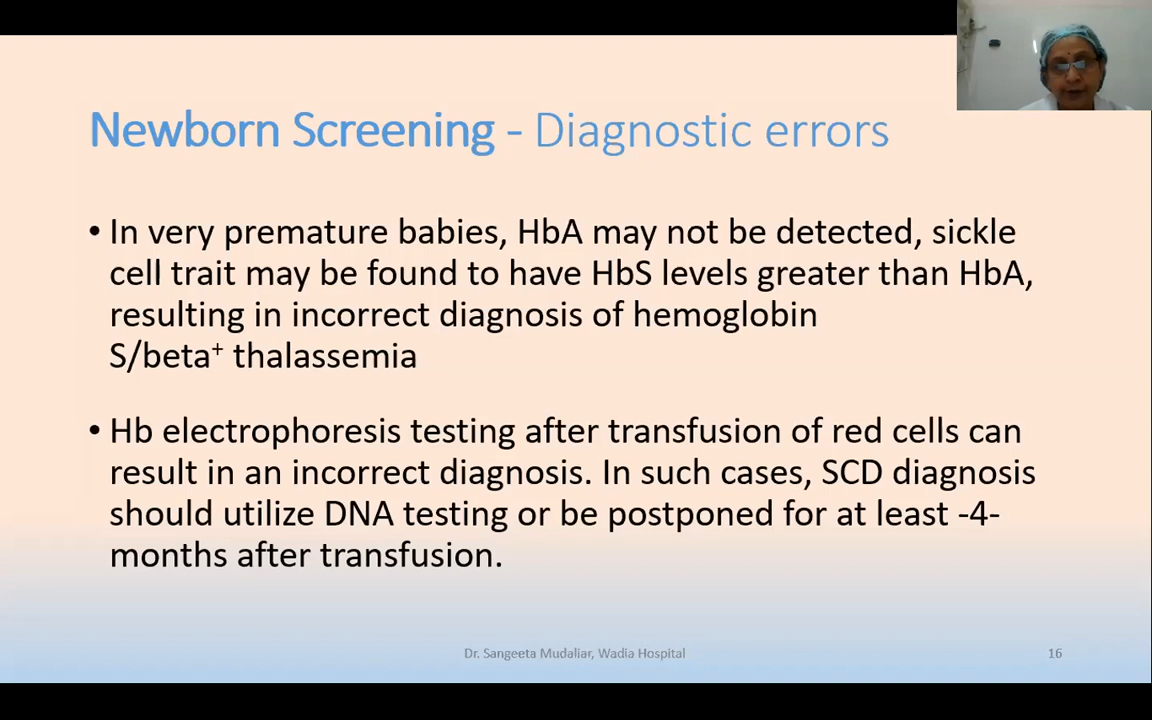 Newborn Screening - Diagnostic errors
• In very premature babies, HbA may not be detected, sickle
cell trait may be found to have HbS levels greater than HbA,
resulting in incorrect diagnosis of hemoglobin
S/beta⁺ thalassemia
• Hb electrophoresis testing after transfusion of red cells can
result in an incorrect diagnosis. In such cases, SCD diagnosis
should utilize DNA testing or be postponed for at least -4-
months after transfusion.
Dr. Sangeeta Mudaliar, Wadia Hospital
16